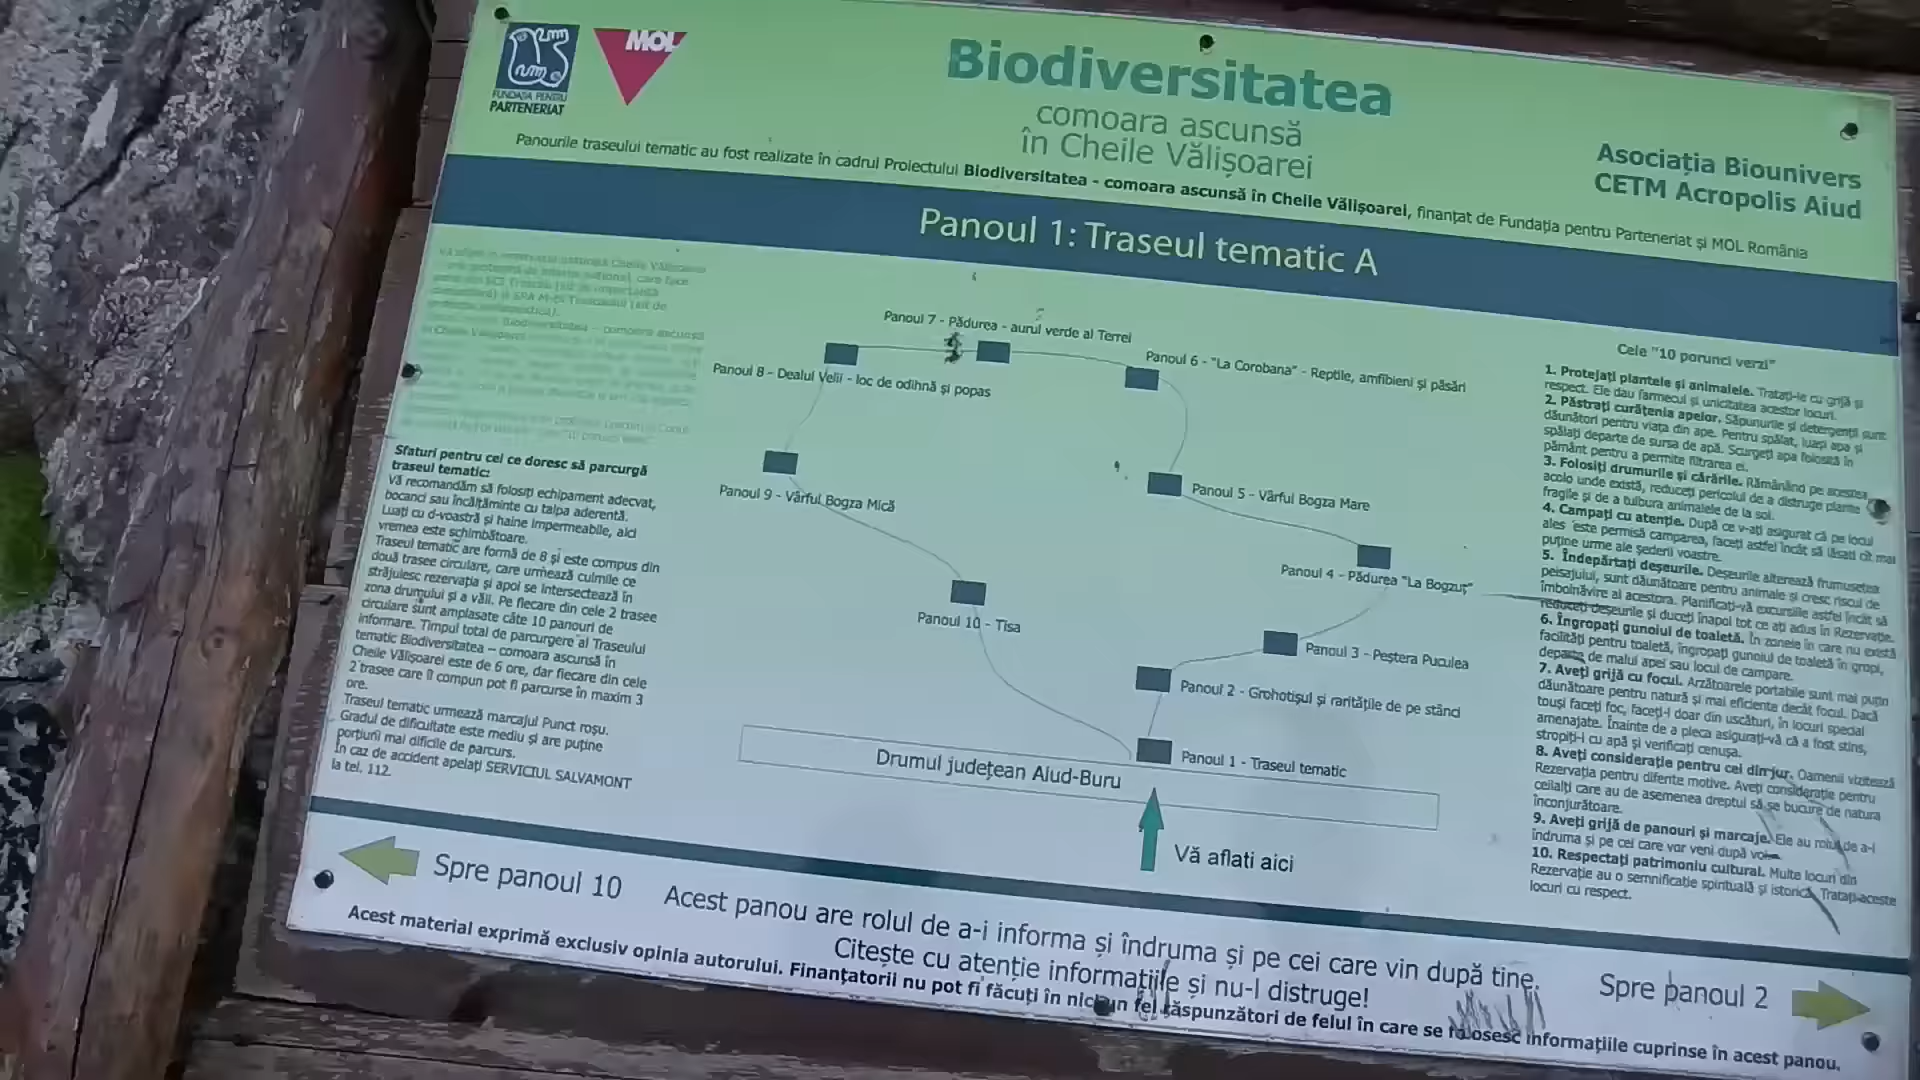 FUNDAȚIA PENTRU
PARTENERIAT
MOL
Biodiversitatea
comoara ascunsă
în Cheile Vălișoarei
Asociația Biounivers
CETM Acropolis Aiud
Panourile traseului tematic au fost realizate în cadrul Proiectului Biodiversitatea - comoara ascunsă în Cheile Vălișoarei, finanțat de Fundația pentru Parteneriat și MOL România
Panoul 1: Traseul tematic A
Sfaturi pentru cei ce doresc să parcurgă
traseul tematic:
Vă recomandăm să folosiți echipament adecvat,
bocanci sau încălțăminte cu talpa aderentă.
Luați cu d-voastră și haine impermeabile, aici
vremea este schimbătoare.
Traseul tematic are formă de 8 și este compus din
două trasee circulare, care urmează culmile ce
străjuiesc rezervația și apoi se intersectează în
zona drumului și a văii. Pe fiecare din cele 2 trasee
circulare sunt amplasate câte 10 panouri de
informare. Timpul total de parcurgere al Traseului
tematic Biodiversitatea – comoara ascunsă în
Cheile Vălișoarei este de 6 ore, dar fiecare din cele
2 trasee care îl compun pot fi parcurse în maxim 3
ore.
Traseul tematic urmează marcajul Punct roșu.
Gradul de dificultate este mediu și are puține
porțiuni mai dificile de parcurs.
În caz de accident apelați SERVICIUL SALVAMONT
la tel. 112.
Panoul 7 - Pădurea - aurul verde al Terrei
Panoul 6 - "La Corobana" - Reptile, amfibieni și păsări
Panoul 8 - Dealul Velii - loc de odihnă și popas
Panoul 9 - Vârful Bogza Mică
Panoul 5 - Vârful Bogza Mare
Panoul 4 - Pădurea "La Bogzuț"
Panoul 10 - Tisa
Panoul 3 - Peștera Puculea
Panoul 2 - Grohotișul și raritățile de pe stânci
Panoul 1 - Traseul tematic
Drumul județean Aiud-Buru
Vă aflati aici
Cele "10 porunci verzi"
1. Protejați plantele și animalele. Tratați-le cu grijă și
respect. Ele dau farmecul și unicitatea acestor locuri.
2. Păstrați curățenia apelor. Săpunurile și detergenții sunt
dăunători pentru viața din ape. Pentru spălat, luați apa și
spălați departe de sursa de apă. Scurgeți apa folosită în
pământ pentru a permite filtrarea ei.
3. Folosiți drumurile și cărările. Rămânând pe acestea,
acolo unde există, reduceți pericolul de a distruge plante
fragile și de a tulbura animalele de la sol.
4. Campați cu atenție. După ce v-ați asigurat că pe locul
ales este permisă camparea, faceți astfel încât să lăsați cît mai
puține urme ale șederii voastre.
5. Îndepărtați deșeurile. Deșeurile alterează frumusețea
peisajului, sunt dăunătoare pentru animale și cresc riscul de
îmbolnăvire al acestora. Planificați-vă excursiile astfel încât să
reduceți deșeurile și duceți înapoi tot ce ați adus în Rezervație.
6. Îngropați gunoiul de toaletă. În zonele în care nu există
facilități pentru toaletă, îngropați gunoiul de toaletă în gropi,
departe de malul apei sau locul de campare.
7. Aveți grijă cu focul. Arzătoarele portabile sunt mai puțin
dăunătoare pentru natură și mai eficiente decât focul. Dacă
touși faceți foc, faceți-l doar din uscături, în locuri special
amenajate. Înainte de a pleca asigurați-vă că a fost stins,
stropiți-l cu apă și verificați cenușa.
8. Aveți considerație pentru cei din jur. Oamenii vizitează
Rezervația pentru diferite motive. Aveți considerație pentru
ceilalți care au de asemenea dreptul să se bucure de natura
înconjurătoare.
9. Aveți grijă de panouri și marcaje. Ele au rolul de a-i
îndruma și pe cei care vor veni după voi.
10. Respectați patrimoniu cultural. Multe locuri din
Rezervație au o semnificație spirituală și istorică. Tratați aceste
locuri cu respect.
Spre panoul 10
Acest panou are rolul de a-i informa și îndruma și pe cei care vin după tine.
Citește cu atenție informațiile și nu-l distruge!
Spre panoul 2
Acest material exprimă exclusiv opinia autorului. Finanțatorii nu pot fi făcuți în niciun fel răspunzători de felul în care se folosesc informațiile cuprinse în acest panou.